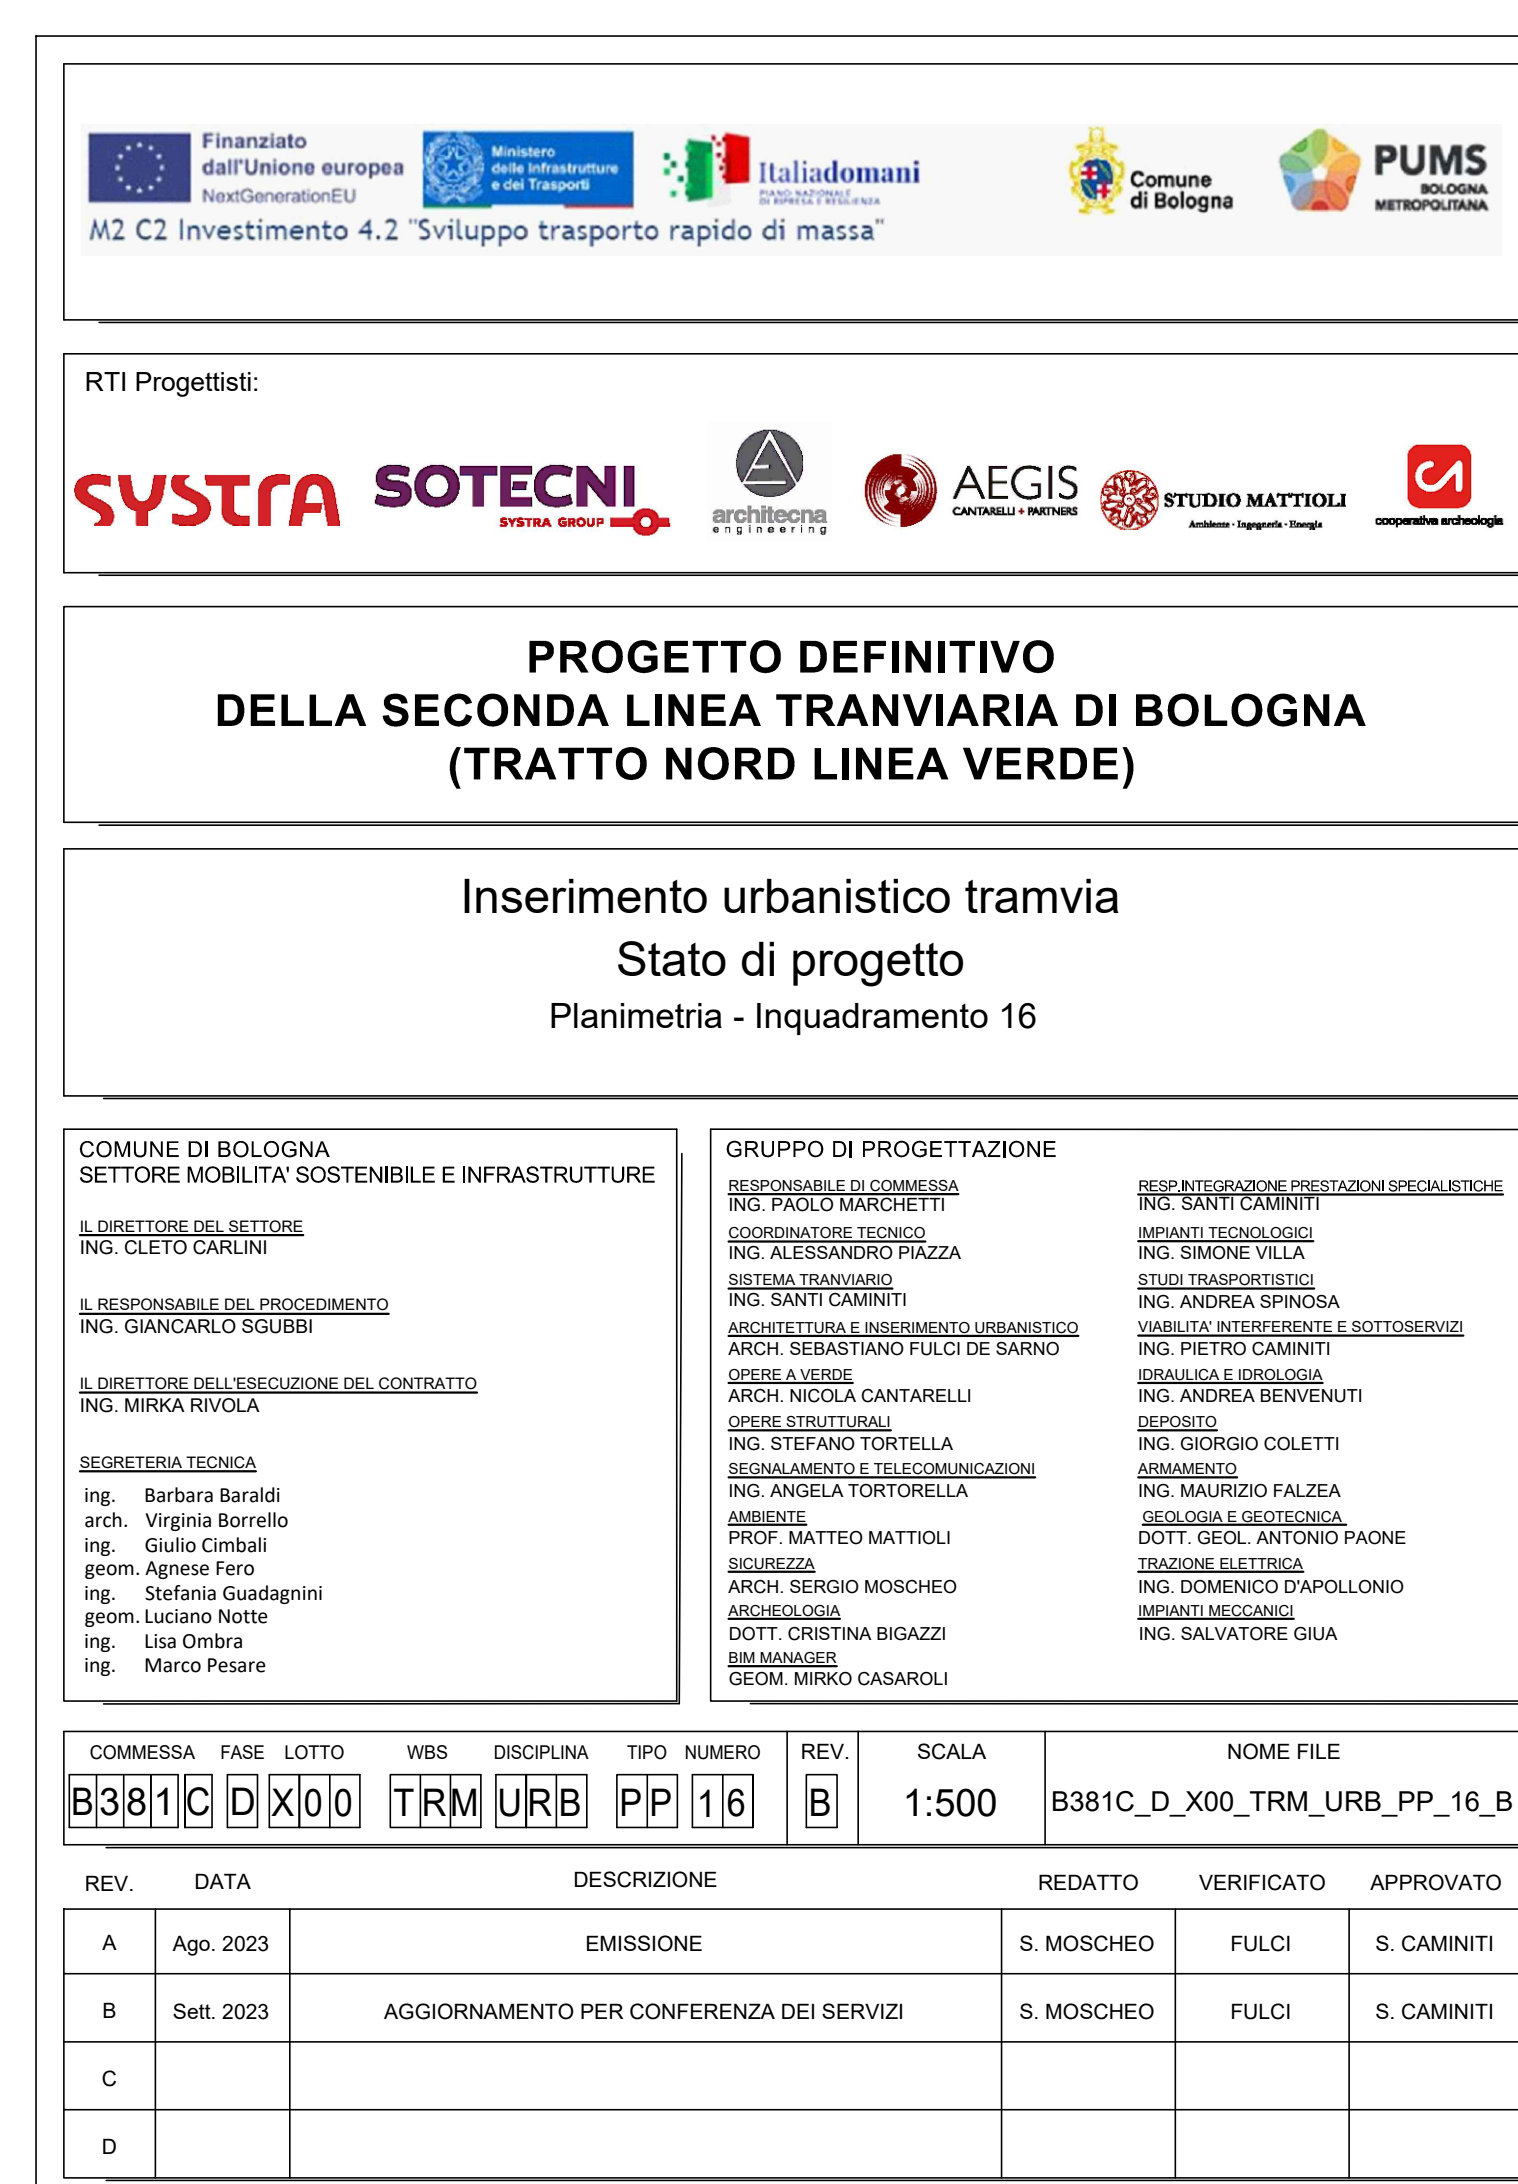 Finanziato
dall'Unione europea
NextGenerationEU
Ministero
delle Infrastrutture
e dei Trasporti
Italiadomani
PIANO NAZIONALE
DI RIPRESA E RESILIENZA
Comune
di Bologna
PUMS
BOLOGNA
METROPOLITANA
M2 C2 Investimento 4.2 "Sviluppo trasporto rapido di massa"
RTI Progettisti:
SYSTRA
SOTECNI
SYSTRA GROUP
architecna
engineering
AEGIS
CANTARELLI + PARTNERS
STUDIO MATTIOLI
Ambiente - Ingegneria - Energia
cooperativa archeologia
PROGETTO DEFINITIVO
DELLA SECONDA LINEA TRANVIARIA DI BOLOGNA
(TRATTO NORD LINEA VERDE)
Inserimento urbanistico tramvia
Stato di progetto
Planimetria - Inquadramento 16
COMUNE DI BOLOGNA
SETTORE MOBILITA' SOSTENIBILE E INFRASTRUTTURE
IL DIRETTORE DEL SETTORE
ING. CLETO CARLINI
IL RESPONSABILE DEL PROCEDIMENTO
ING. GIANCARLO SGUBBI
IL DIRETTORE DELL'ESECUZIONE DEL CONTRATTO
ING. MIRKA RIVOLA
SEGRETERIA TECNICA
ing. Barbara Baraldi
arch. Virginia Borrello
ing. Giulio Cimbali
geom. Agnese Fero
ing. Stefania Guadagnini
geom. Luciano Notte
ing. Lisa Ombra
ing. Marco Pesare
GRUPPO DI PROGETTAZIONE
RESPONSABILE DI COMMESSA
ING. PAOLO MARCHETTI
COORDINATORE TECNICO
ING. ALESSANDRO PIAZZA
SISTEMA TRANVIARIO
ING. SANTI CAMINITI
ARCHITETTURA E INSERIMENTO URBANISTICO
ARCH. SEBASTIANO FULCI DE SARNO
OPERE A VERDE
ARCH. NICOLA CANTARELLI
OPERE STRUTTURALI
ING. STEFANO TORTELLA
SEGNALAMENTO E TELECOMUNICAZIONI
ING. ANGELA TORTORELLA
AMBIENTE
PROF. MATTEO MATTIOLI
SICUREZZA
ARCH. SERGIO MOSCHEO
ARCHEOLOGIA
DOTT. CRISTINA BIGAZZI
BIM MANAGER
GEOM. MIRKO CASAROLI
RESP.INTEGRAZIONE PRESTAZIONI SPECIALISTICHE
ING. SANTI CAMINITI
IMPIANTI TECNOLOGICI
ING. SIMONE VILLA
STUDI TRASPORTISTICI
ING. ANDREA SPINOSA
VIABILITA' INTERFERENTE E SOTTOSERVIZI
ING. PIETRO CAMINITI
IDRAULICA E IDROLOGIA
ING. ANDREA BENVENUTI
DEPOSITO
ING. GIORGIO COLETTI
ARMAMENTO
ING. MAURIZIO FALZEA
GEOLOGIA E GEOTECNICA
DOTT. GEOL. ANTONIO PAONE
TRAZIONE ELETTRICA
ING. DOMENICO D'APOLLONIO
IMPIANTI MECCANICI
ING. SALVATORE GIUA
COMMESSA FASE LOTTO WBS DISCIPLINA TIPO NUMERO REV. SCALA NOME FILE
B381C D X00 TRM URB PP 16 B 1:500 B381C_D_X00_TRM_URB_PP_16_B
REV. DATA DESCRIZIONE REDATTO VERIFICATO APPROVATO
A Ago. 2023 EMISSIONE S. MOSCHEO FULCI S. CAMINITI
B Sett. 2023 AGGIORNAMENTO PER CONFERENZA DEI SERVIZI S. MOSCHEO FULCI S. CAMINITI
C
D